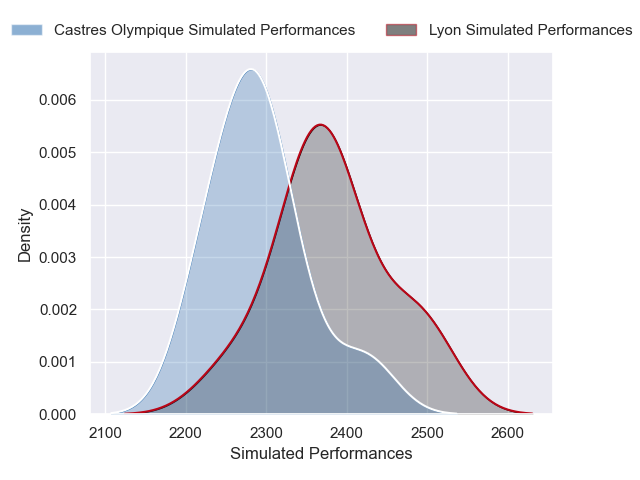 Castres Olympique Simulated Performances
Lyon Simulated Performances
0.006
0.005
0.004
0.003
0.002
0.001
0.000
Density
2100 2200 2300 2400 2500 2600
Simulated Performances